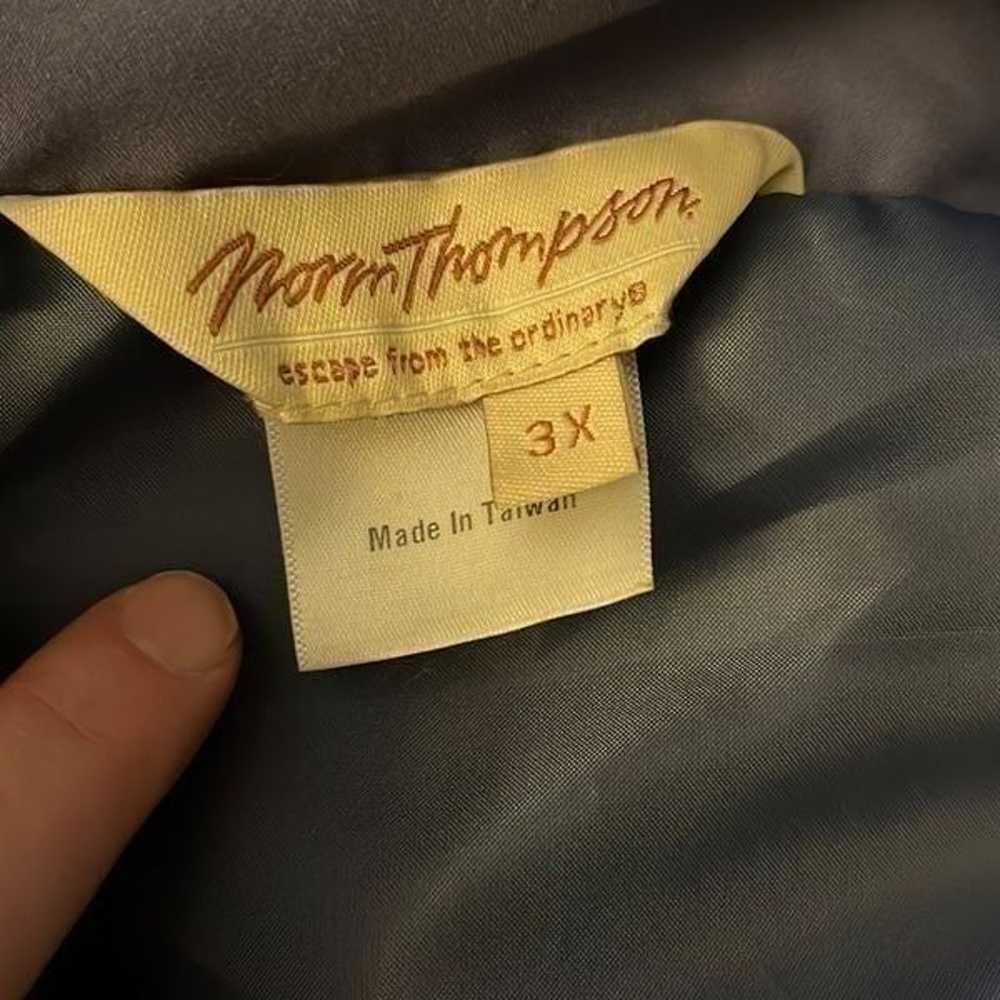 Norm Thompson.
escape from the ordinary®
3X
Made In Taiwan